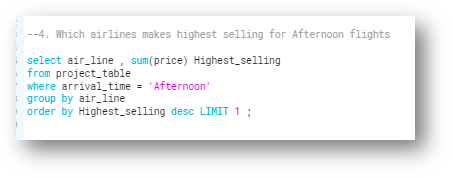 --4. Which airlines makes highest selling for Afternoon flights
select air_line , sum(price) Highest_selling
from project_table
where arrival_time = 'Afternoon'
group by air_line
order by Highest_selling desc LIMIT 1 ;